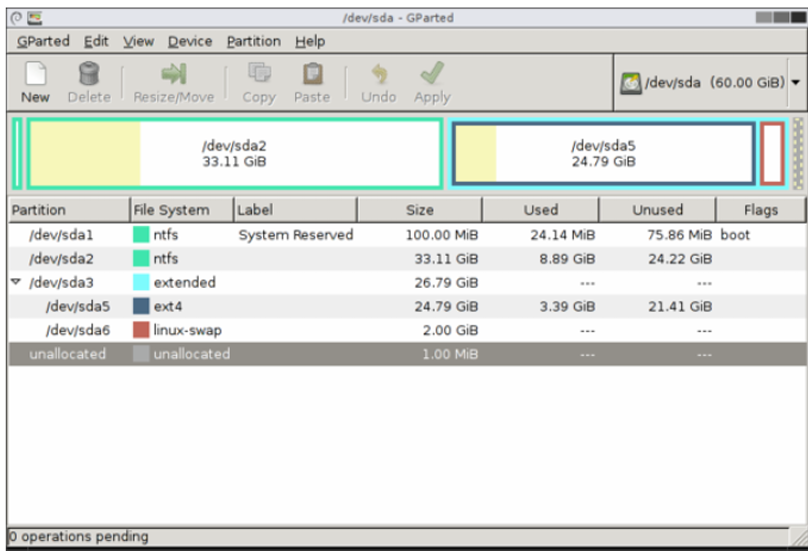 /dev/sda - GParted
GParted Edit View Device Partition Help
New Delete Resize/Move Copy Paste Undo Apply /dev/sda (60.00 GiB)
/dev/sda2 /dev/sda5
33.11 GiB 24.79 GiB
Partition File System Label Size Used Unused Flags
/dev/sda1 ntfs System Reserved 100.00 MiB 24.14 MiB 75.86 MiB boot
/dev/sda2 ntfs 33.11 GiB 8.89 GiB 24.22 GiB
/dev/sda3 extended 26.79 GiB --- ---
/dev/sda5 ext4 24.79 GiB 3.39 GiB 21.41 GiB
/dev/sda6 linux-swap 2.00 GiB --- ---
unallocated unallocated 1.00 MiB --- ---
0 operations pending